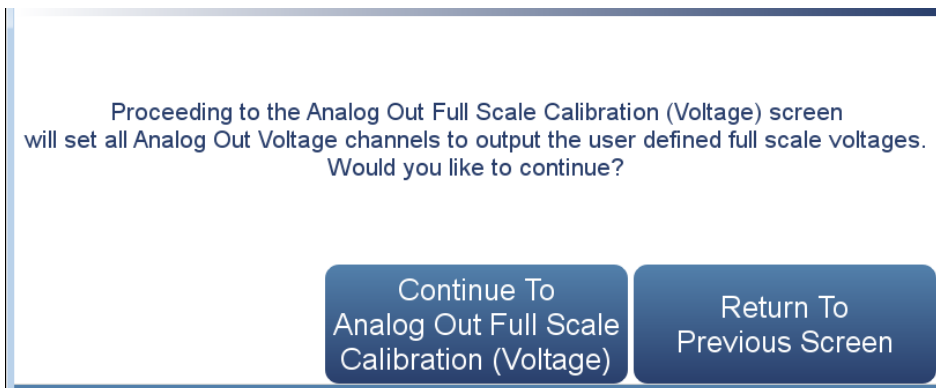 Proceeding to the Analog Out Full Scale Calibration (Voltage) screen
will set all Analog Out Voltage channels to output the user defined full scale voltages.
Would you like to continue?
Continue To
Analog Out Full Scale
Calibration (Voltage)
Return To
Previous Screen